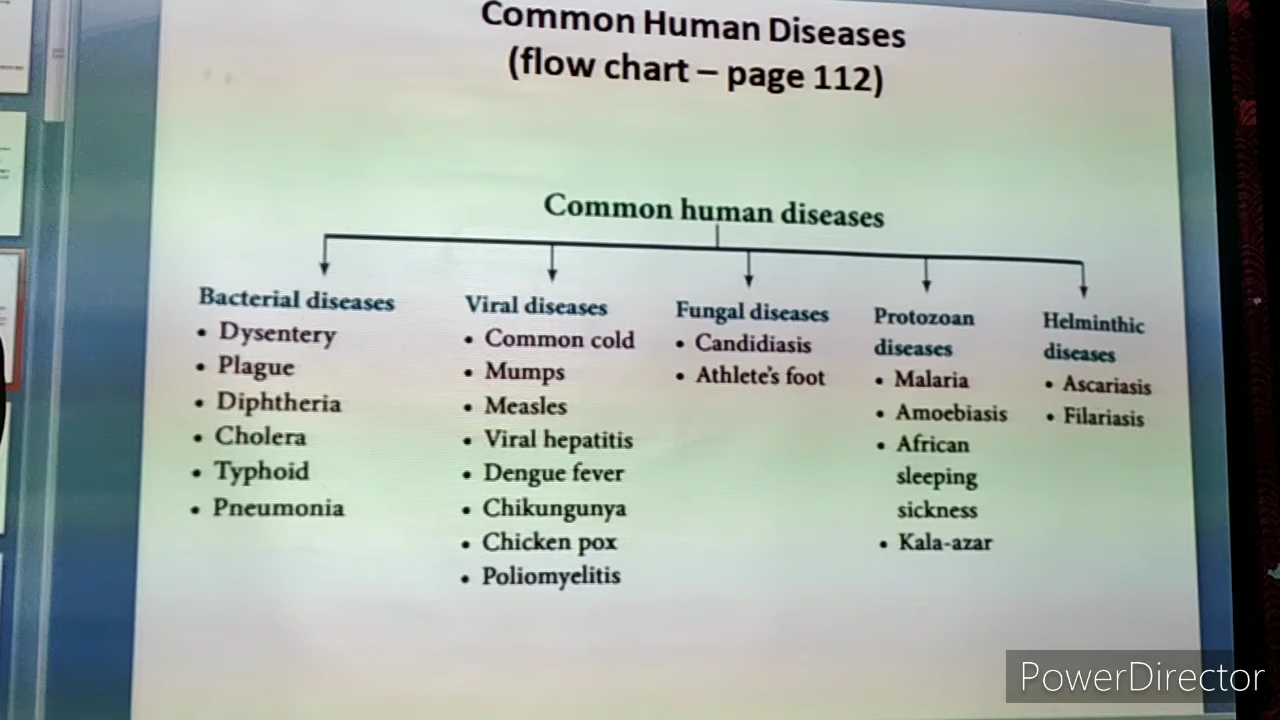 Common Human Diseases
(flow chart – page 112)
Common human diseases
Bacterial diseases
• Dysentery
• Plague
• Diphtheria
• Cholera
• Typhoid
• Pneumonia
Viral diseases
• Common cold
• Mumps
• Measles
• Viral hepatitis
• Dengue fever
• Chikungunya
• Chicken pox
• Poliomyelitis
Fungal diseases
• Candidiasis
• Athlete's foot
Protozoan
diseases
• Malaria
• Amoebiasis
• African
sleeping
sickness
• Kala-azar
Helminthic
diseases
• Ascariasis
• Filariasis
PowerDirector